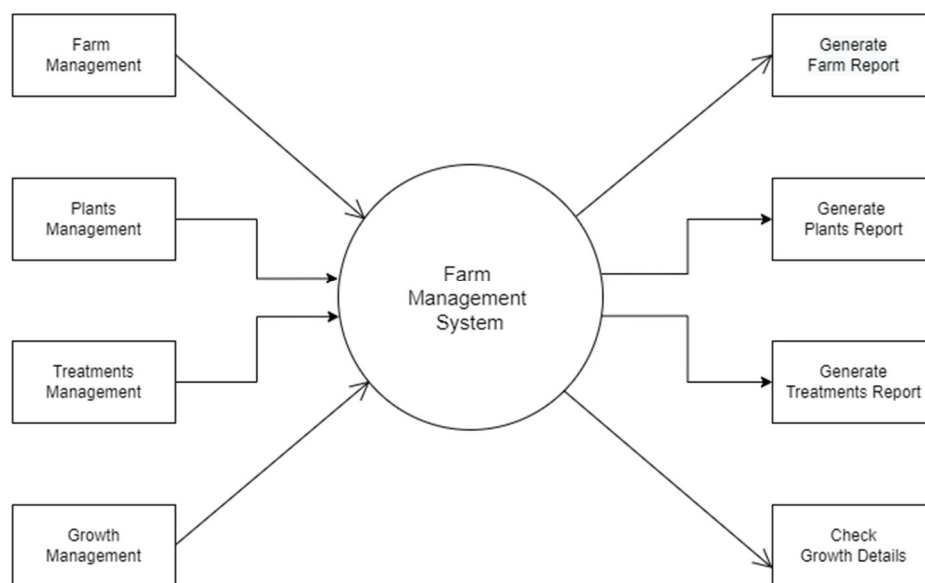 Farm
Management
Generate
Farm Report
Plants
Management
Generate
Plants Report
Farm
Management
System
Treatments
Management
Generate
Treatments Report
Growth
Management
Check
Growth Details